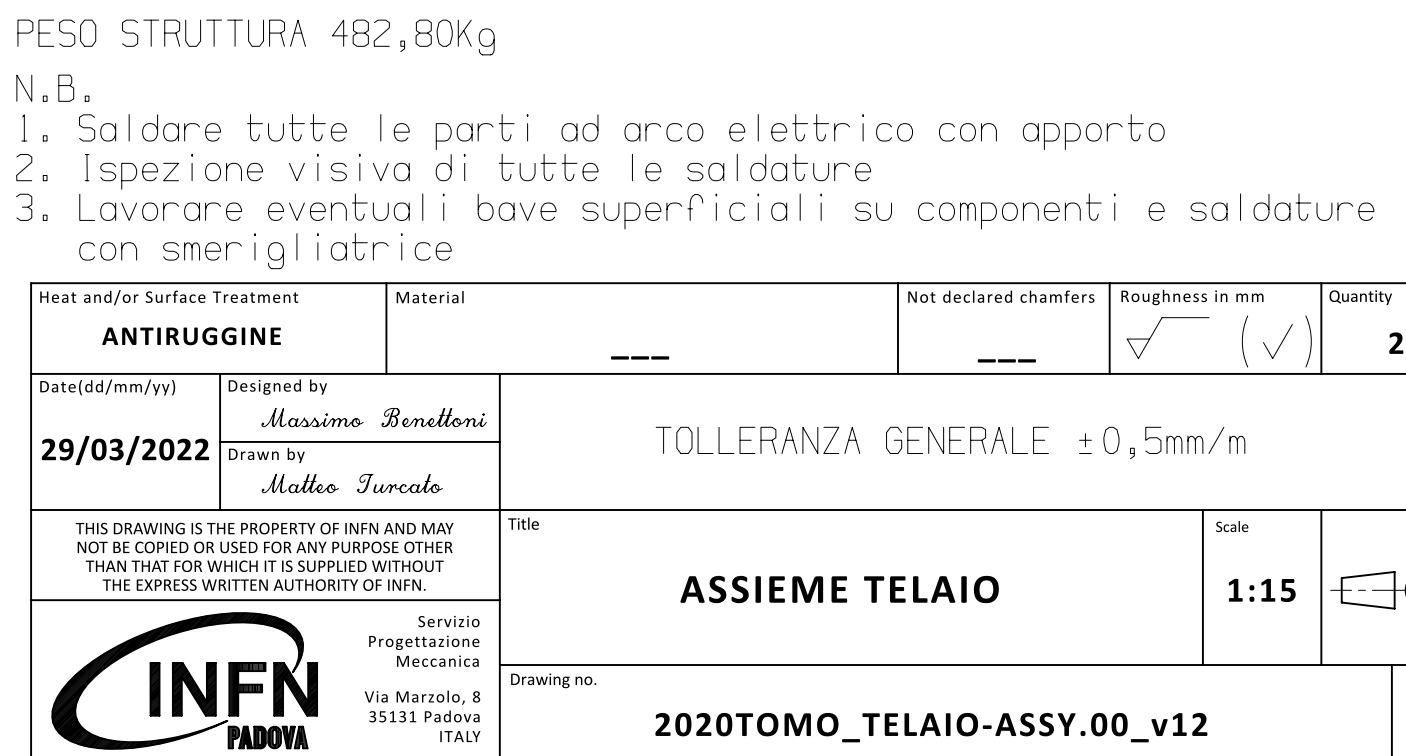 PESO STRUTTURA 482,80Kg
N.B.
1. Saldare tutte le parti ad arco elettrico con apporto
2. Ispezione visiva di tutte le saldature
3. Lavorare eventuali bave superficiali su componenti e saldature
con smerigliatrice
Heat and/or Surface Treatment
ANTIRUGGINE
Material
___
Not declared chamfers
___
Roughness in mm
Quantity
2
Date(dd/mm/yy)
29/03/2022
Designed by
Massimo Benettoni
Drawn by
Matteo Turcato
TOLLERANZA GENERALE ±0,5mm/m
THIS DRAWING IS THE PROPERTY OF INFN AND MAY
NOT BE COPIED OR USED FOR ANY PURPOSE OTHER
THAN THAT FOR WHICH IT IS SUPPLIED WITHOUT
THE EXPRESS WRITTEN AUTHORITY OF INFN.
Title
ASSIEME TELAIO
Scale
1:15
INFN
PADOVA
Servizio
Progettazione
Meccanica
Via Marzolo, 8
35131 Padova
ITALY
Drawing no.
2020TOMO_TELAIO-ASSY.00_v12